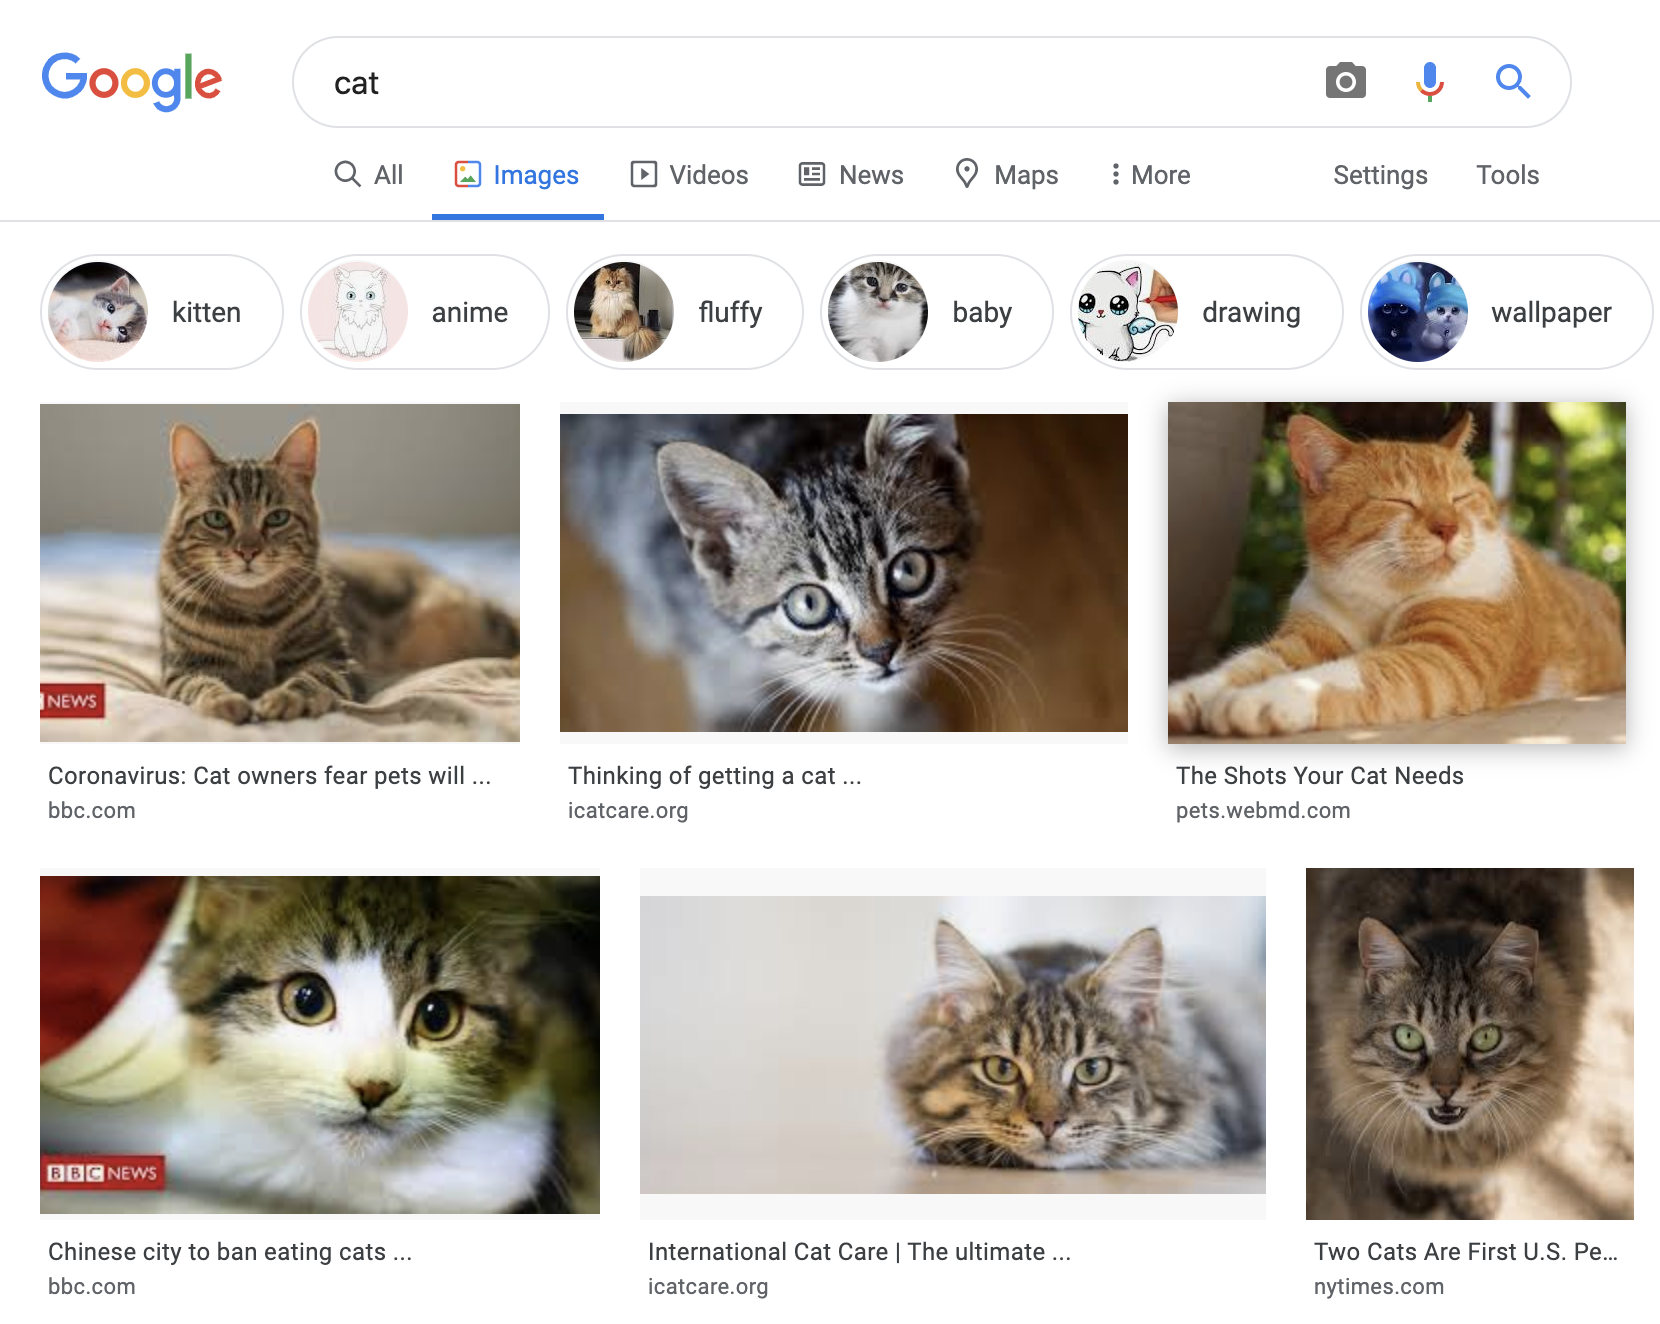 Google
cat
All
Images
Videos
News
Maps
More
Settings
Tools
kitten
anime
fluffy
baby
drawing
wallpaper
NEWS
Coronavirus: Cat owners fear pets will ...
bbc.com
Thinking of getting a cat ...
icatcare.org
The Shots Your Cat Needs
pets.webmd.com
BBC NEWS
Chinese city to ban eating cats ...
bbc.com
International Cat Care | The ultimate ...
icatcare.org
Two Cats Are First U.S. Pe...
nytimes.com